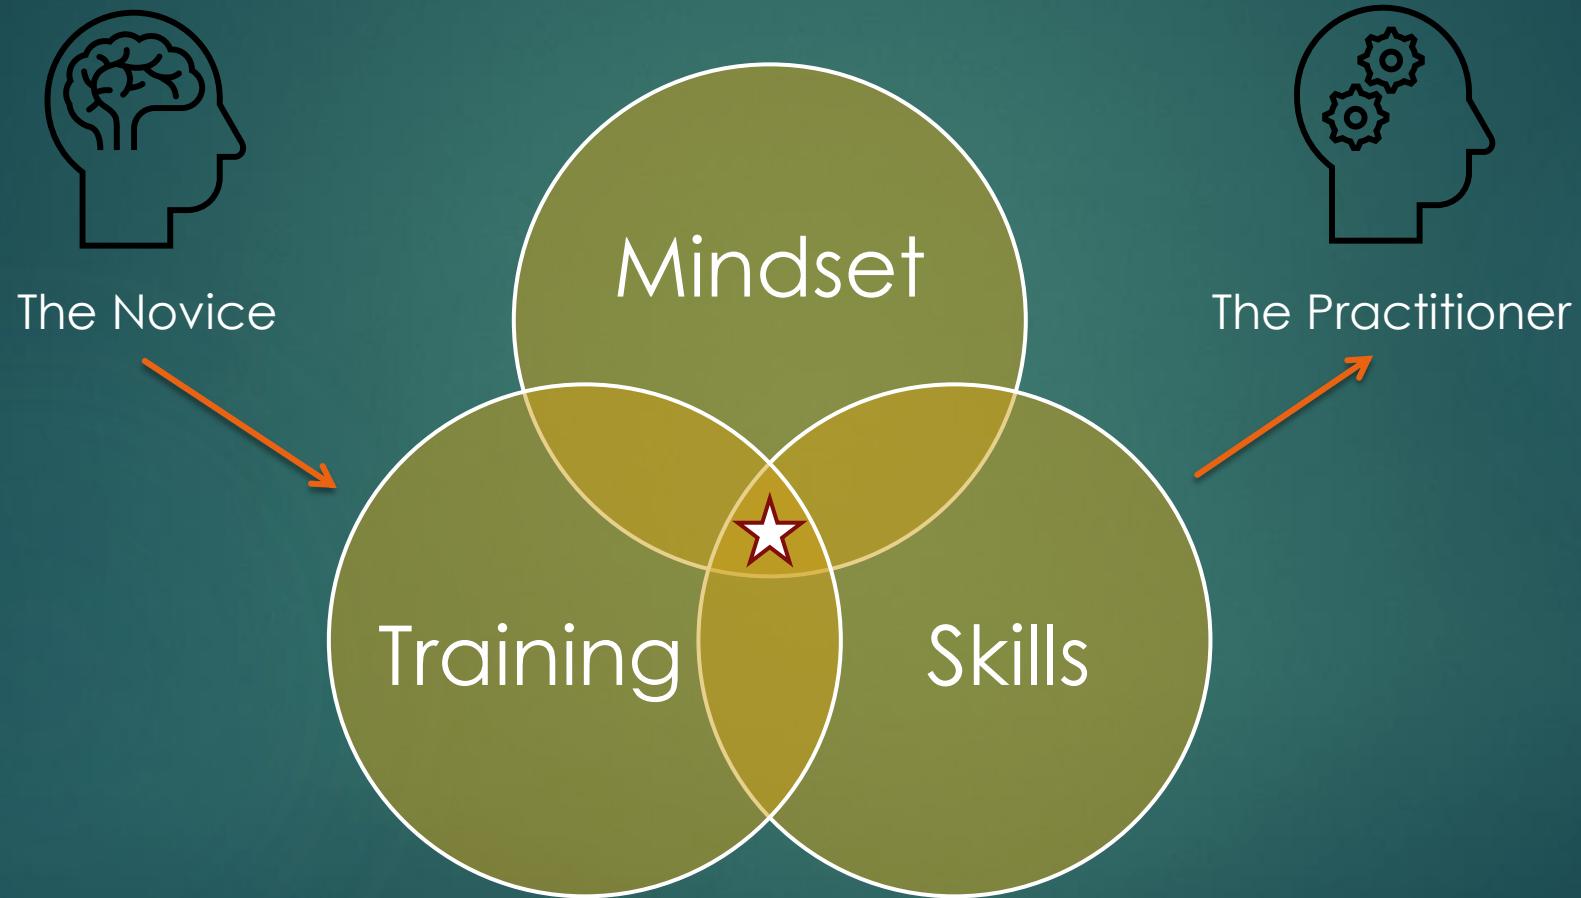 Mindset
The Novice
The Practitioner
Training
Skills